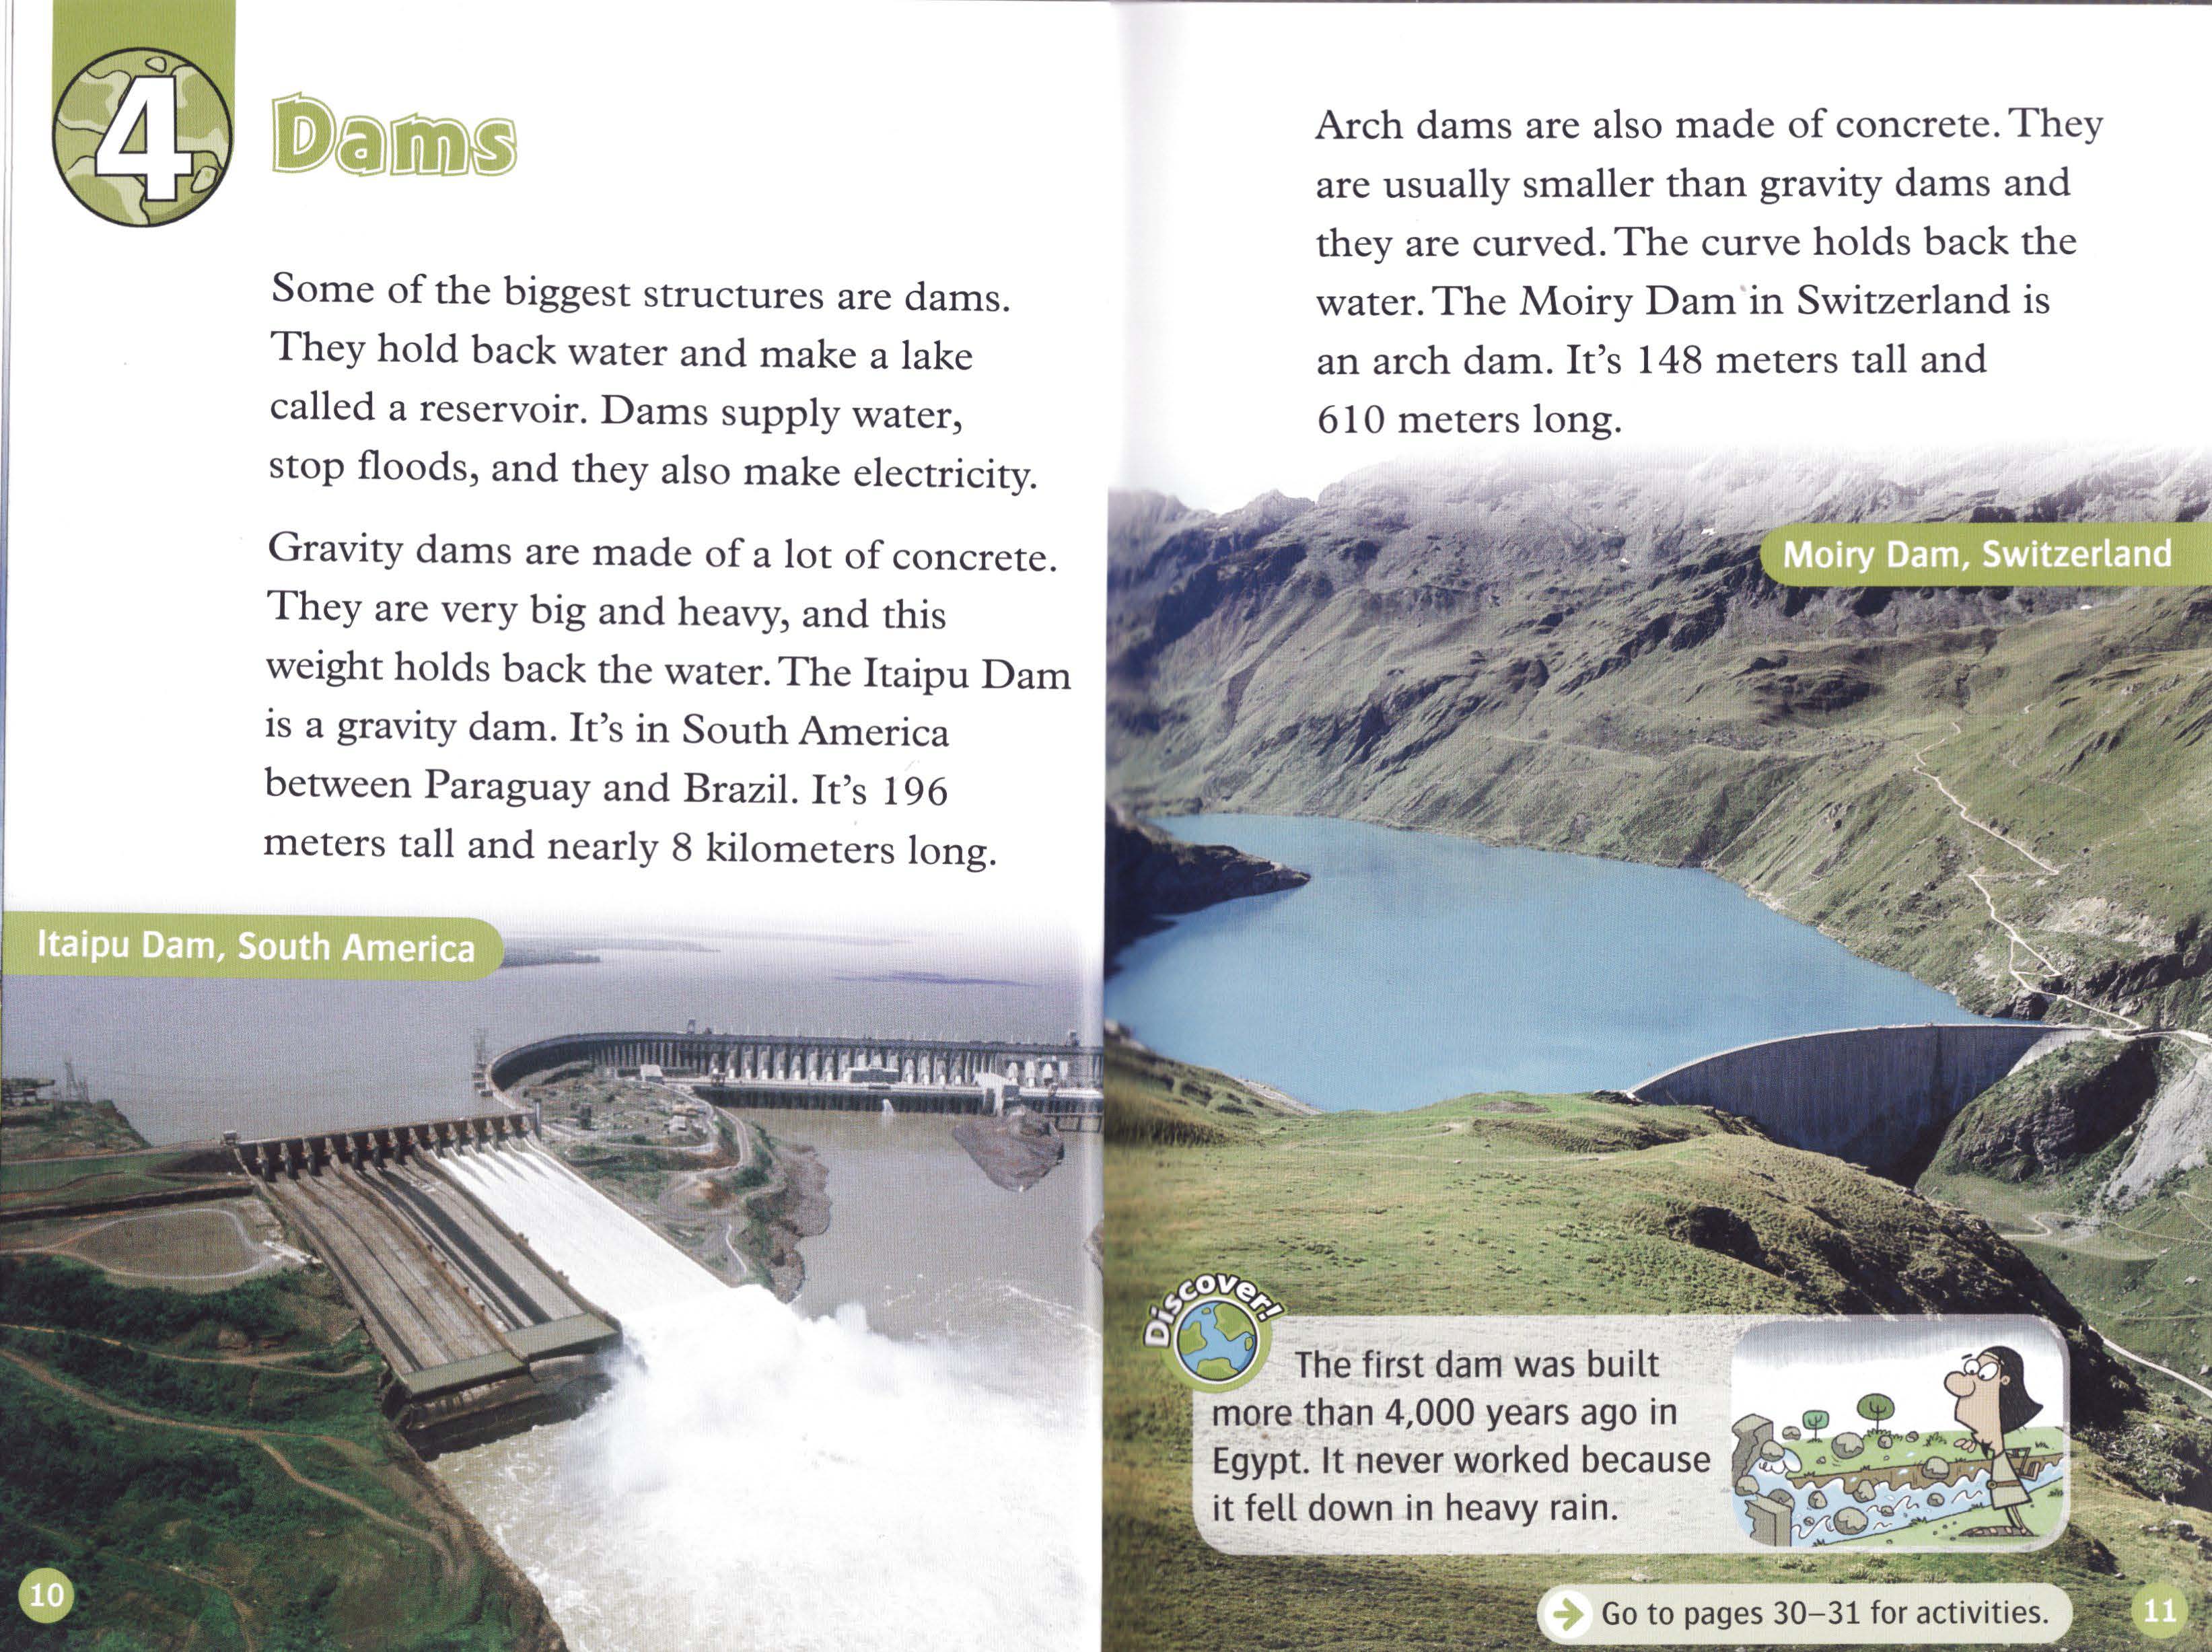 4
Dams
Some of the biggest structures are dams.
They hold back water and make a lake
called a reservoir. Dams supply water,
stop floods, and they also make electricity.
Gravity dams are made of a lot of concrete.
They are very big and heavy, and this
weight holds back the water. The Itaipu Dam
is a gravity dam. It's in South America
between Paraguay and Brazil. It's 196
meters tall and nearly 8 kilometers long.
Itaipu Dam, South America
10
Arch dams are also made of concrete. They
are usually smaller than gravity dams and
they are curved. The curve holds back the
water. The Moiry Dam in Switzerland is
an arch dam. It's 148 meters tall and
610 meters long.
Moiry Dam, Switzerland
Discover!
The first dam was built
more than 4,000 years ago in
Egypt. It never worked because
it fell down in heavy rain.
Go to pages 30–31 for activities.
11